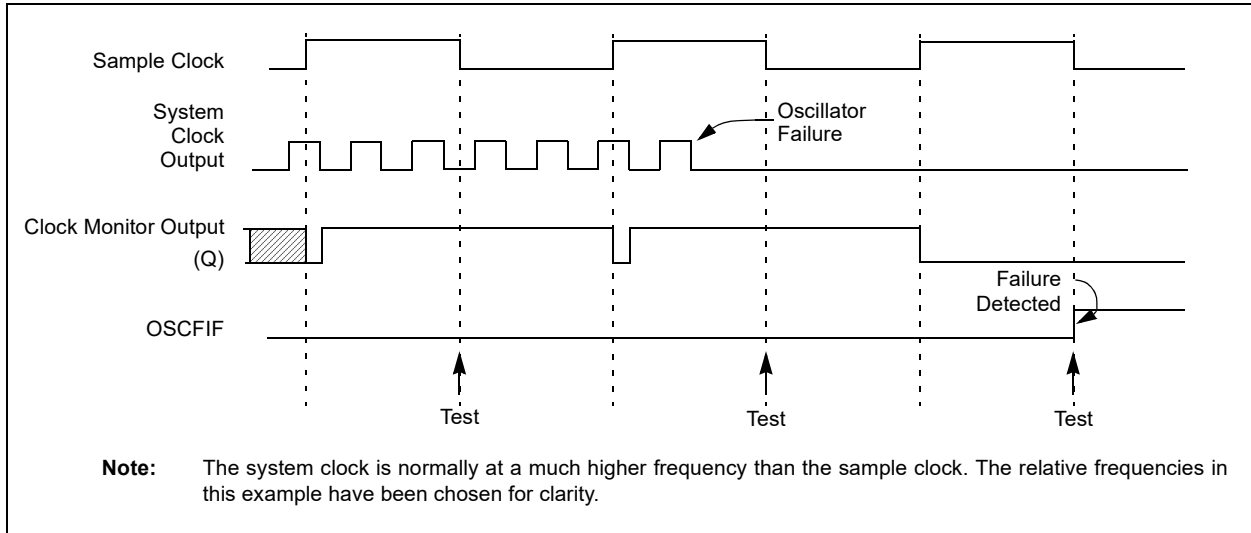 Sample Clock
System
Clock
Output
Oscillator
Failure
Clock Monitor Output
(Q)
Failure
Detected
OSCFIF
Test
Test
Test
Note: The system clock is normally at a much higher frequency than the sample clock. The relative frequencies in
this example have been chosen for clarity.